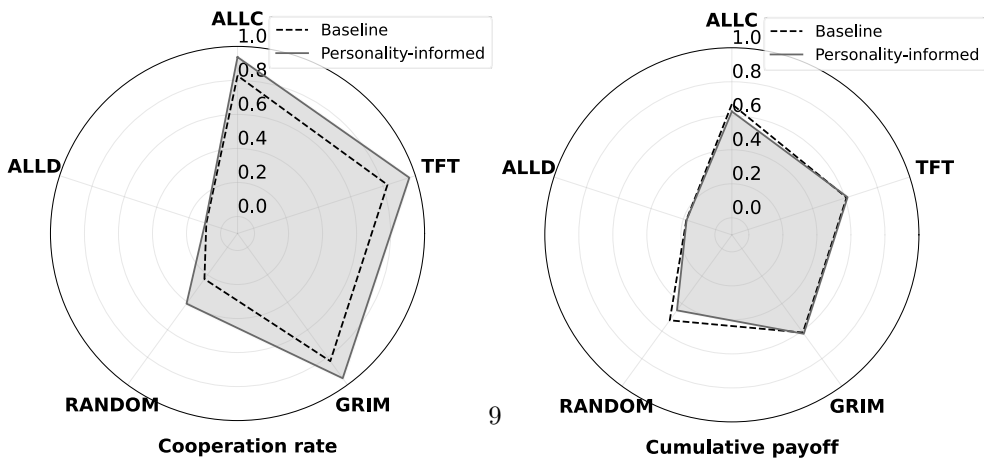 ALLC
1.0
0.8
0.6
0.4
0.2
0.0
TFT
GRIM
RANDOM
ALLD
Baseline
Personality-informed
Cooperation rate
9
ALLC
1.0
0.8
0.6
0.4
0.2
0.0
TFT
GRIM
RANDOM
ALLD
Baseline
Personality-informed
Cumulative payoff